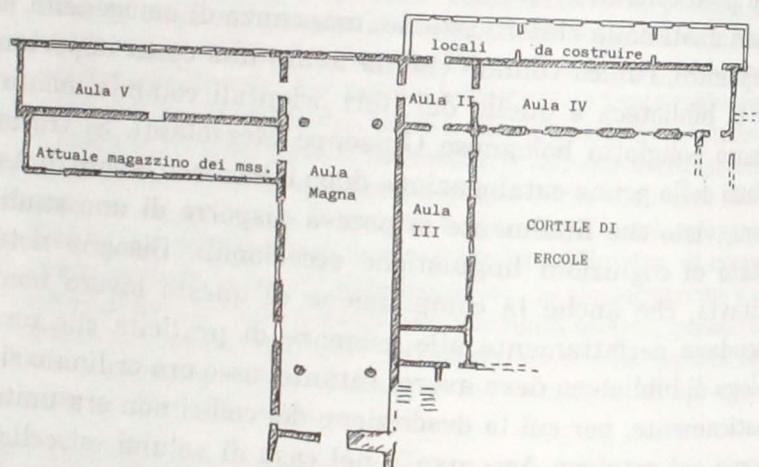 locali da costruire
Aula V
Aula II
Aula IV
Attuale magazzino dei mss.
Aula
Magna
Aula
III
CORTILE DI
ERCOLE